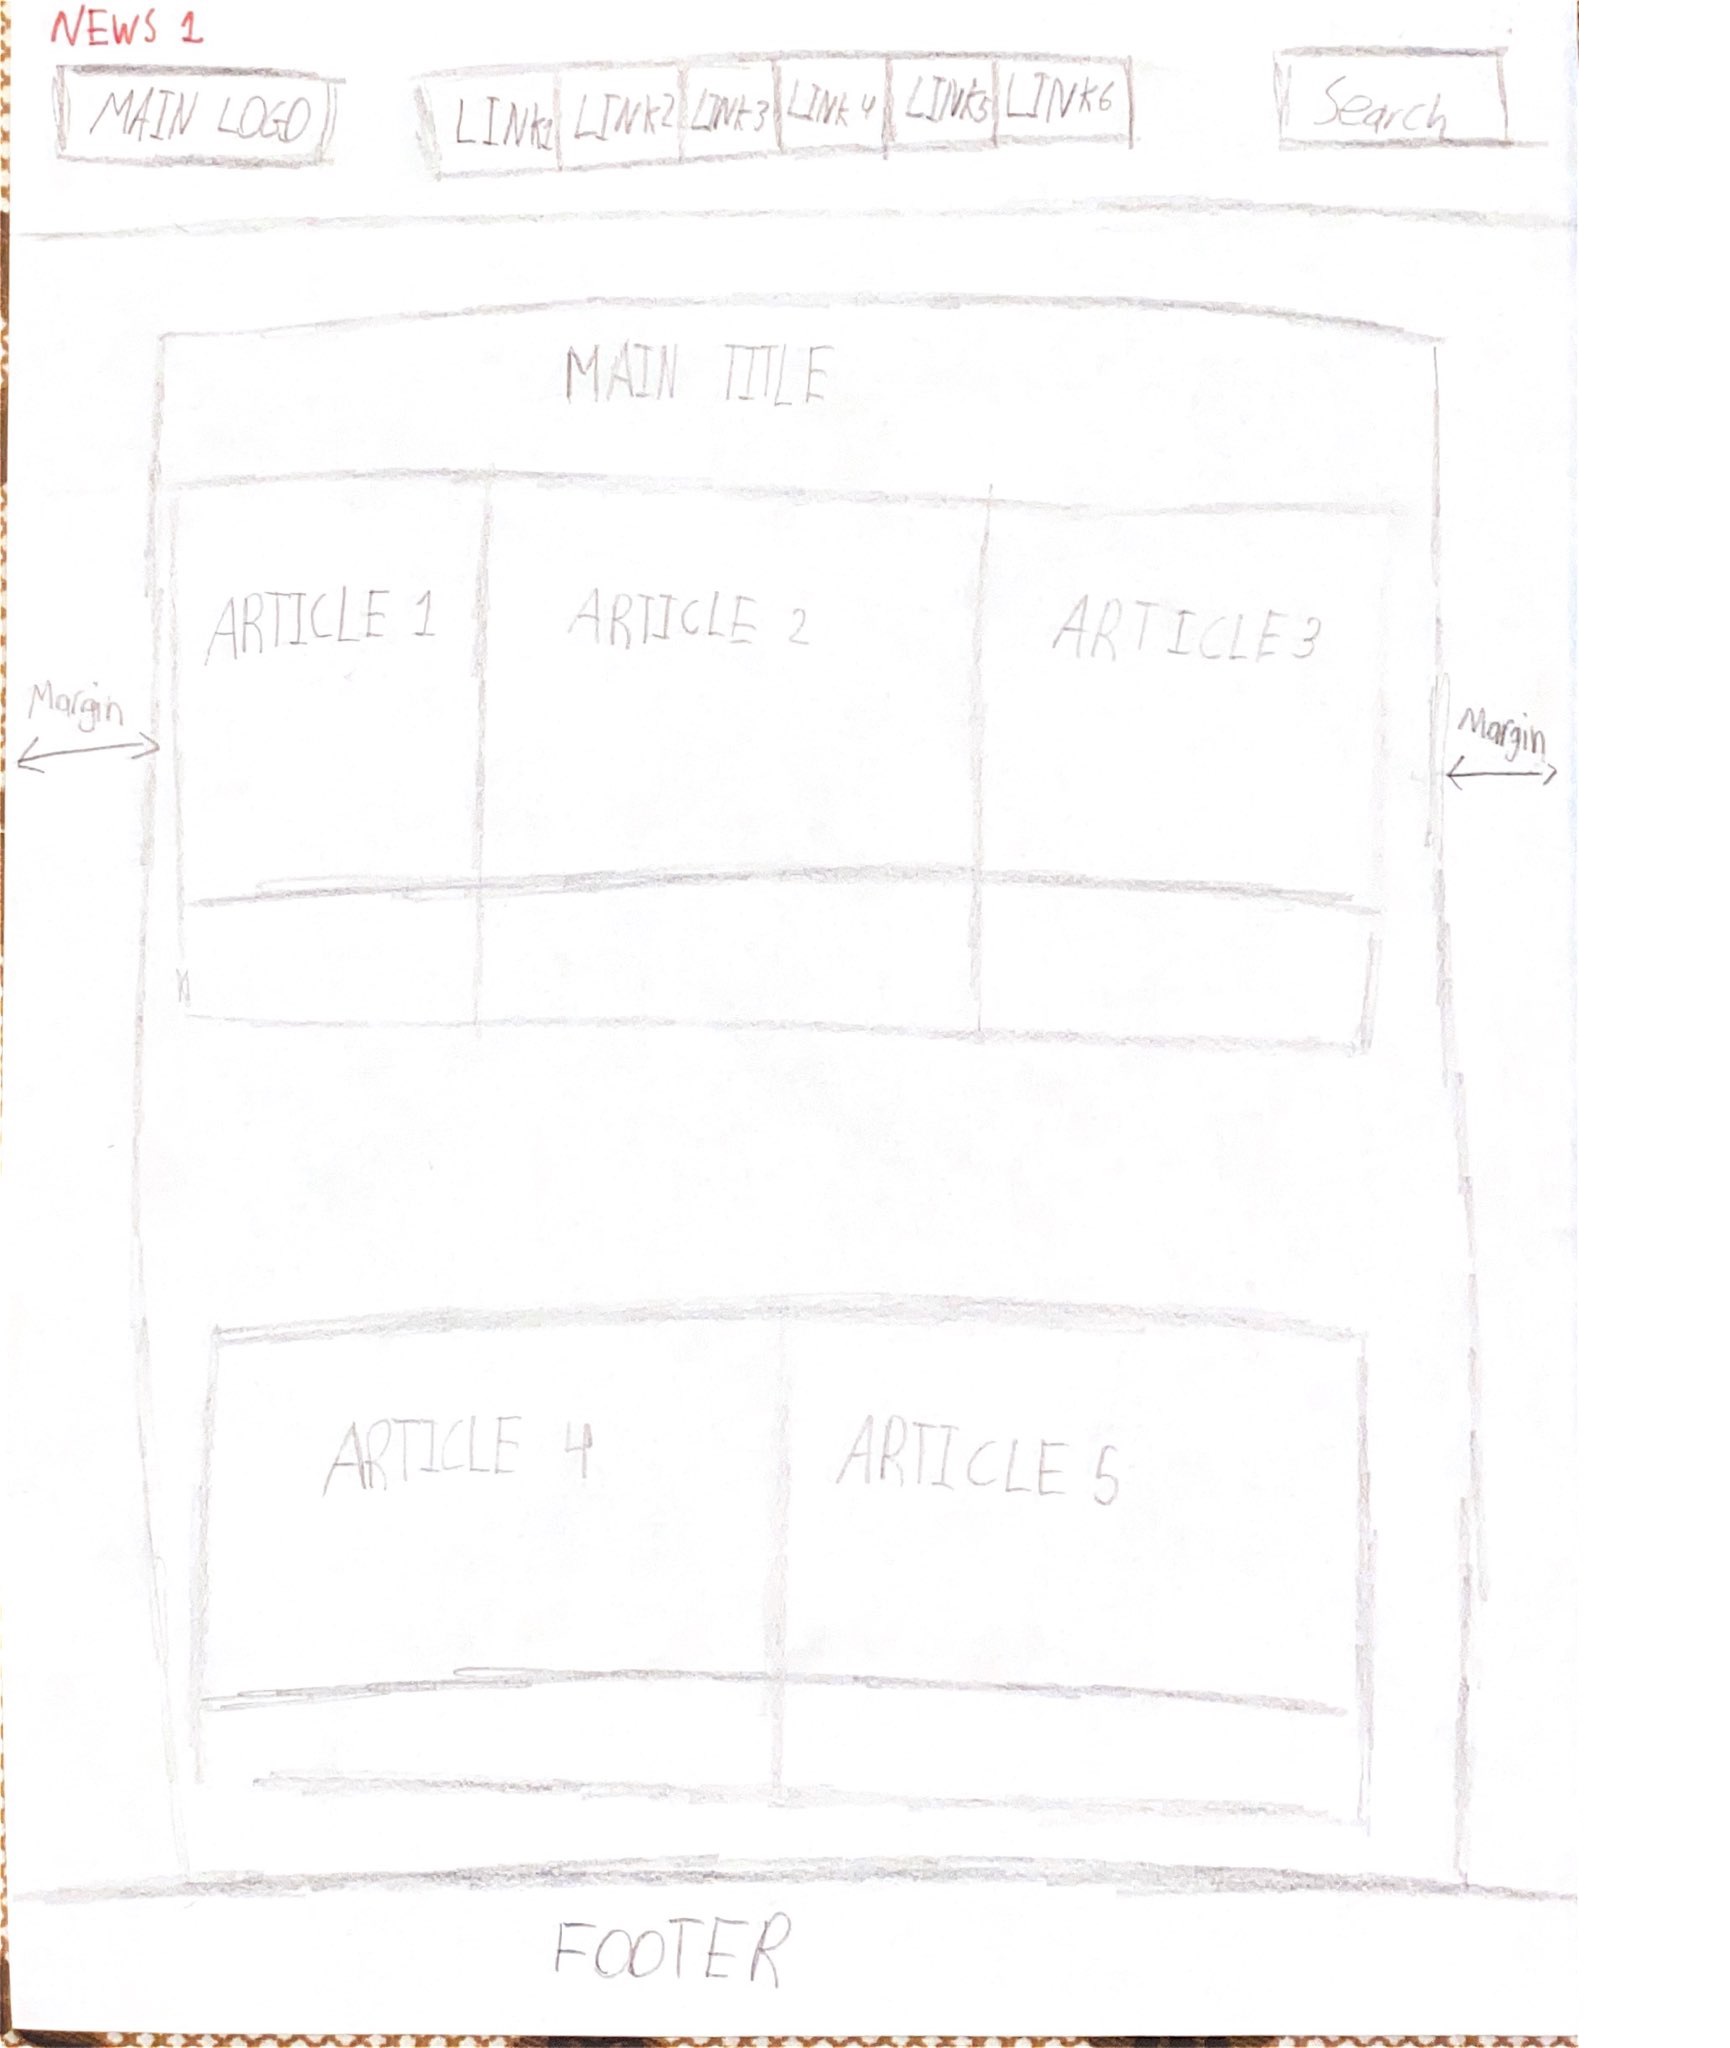 NEWS 1
MAIN LOGO LINK1 LINK2 LINK3 LINK4 LINK5 LINK6 Search
MAIN TITLE
ARTICLE 1 ARTICLE 2 ARTICLE 3
Margin Margin
ARTICLE 4 ARTICLE 5
FOOTER